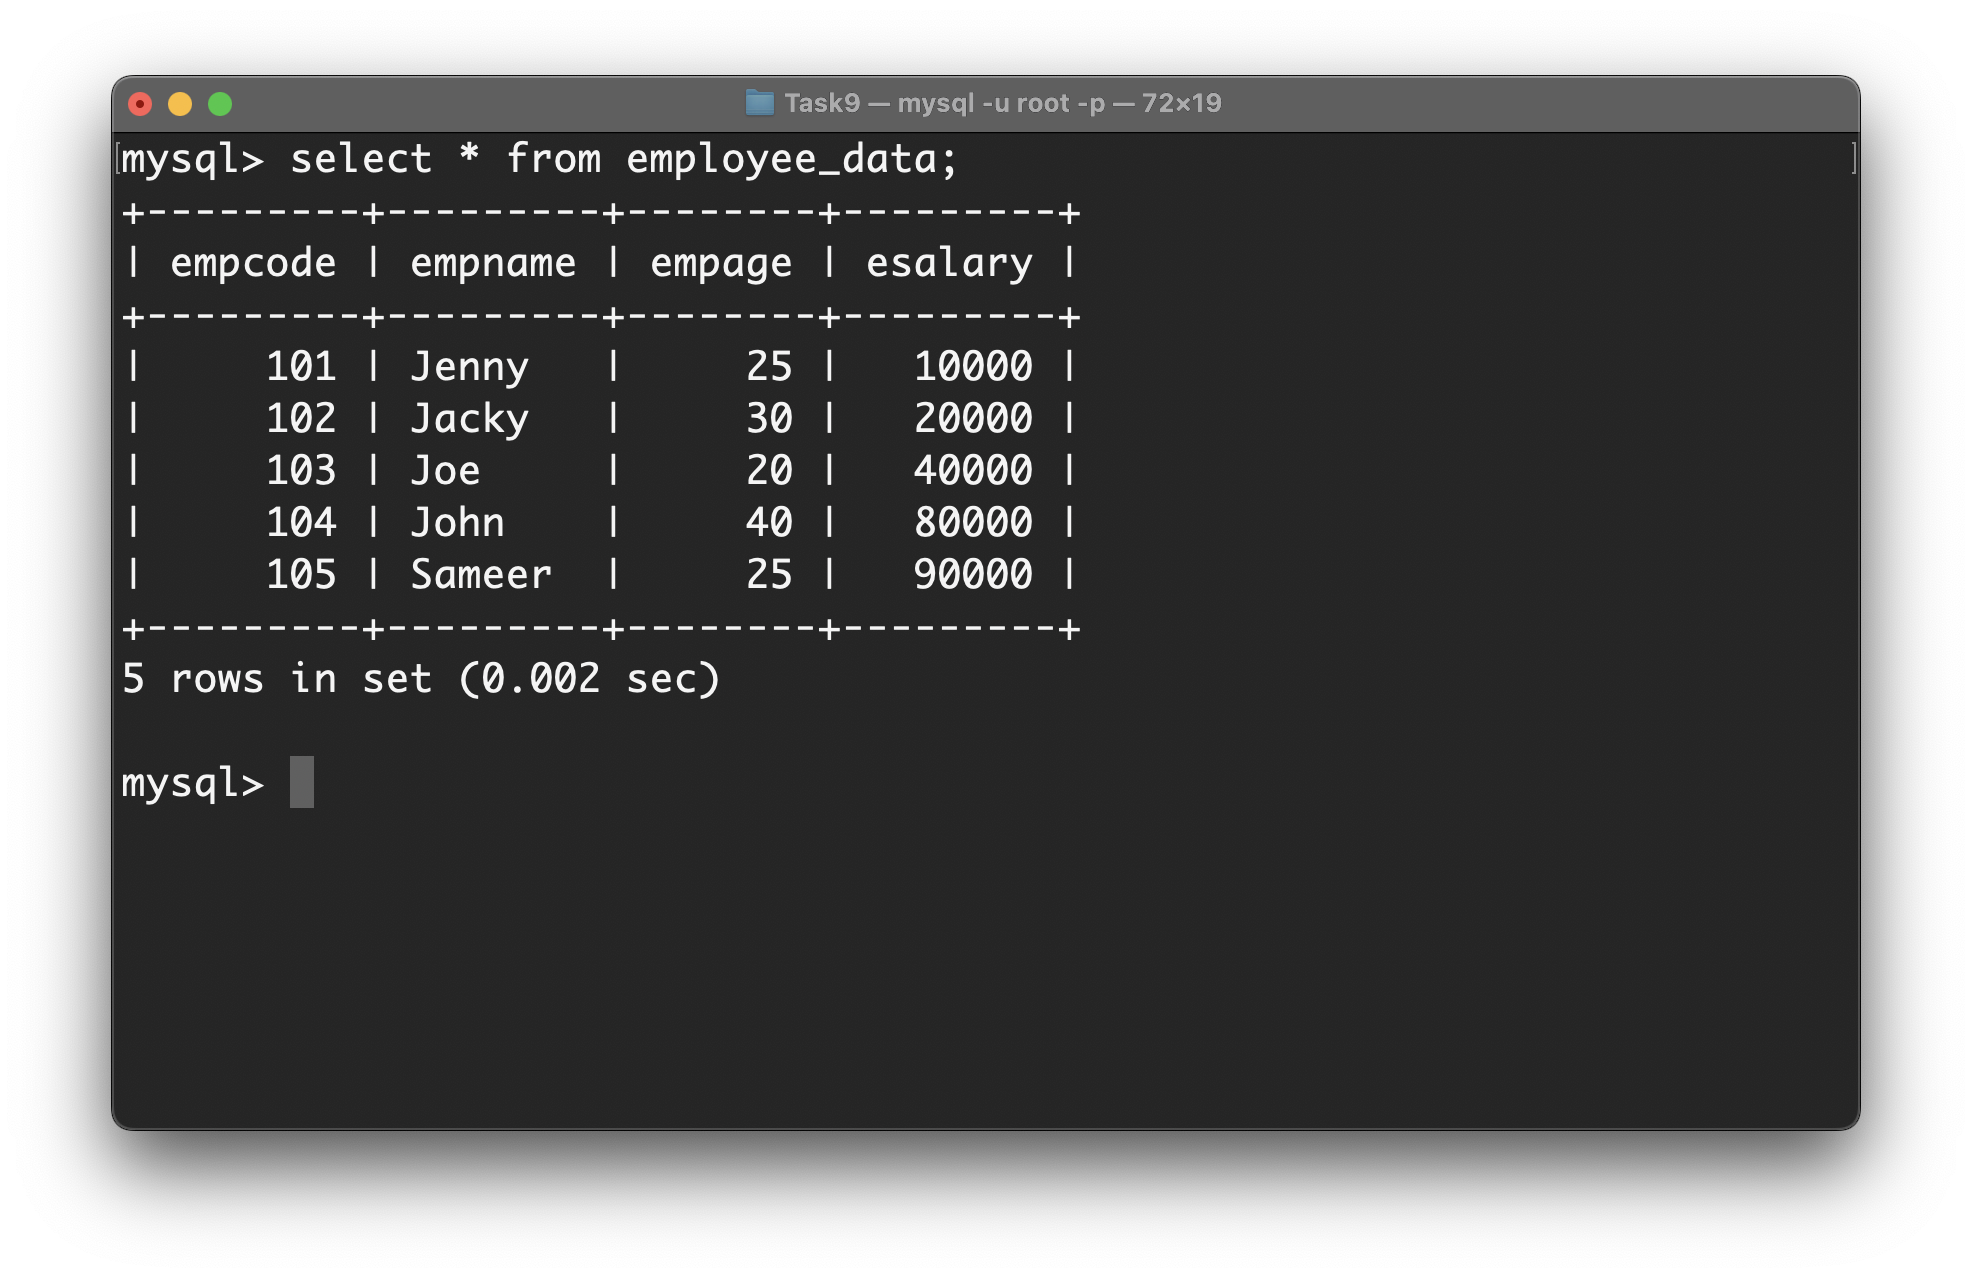 Task9 — mysql -u root -p — 72×19
mysql> select * from employee_data;
+---------+---------+--------+---------+
| empcode | empname | empage | esalary |
+---------+---------+--------+---------+
|     101 | Jenny   |     25 |   10000 |
|     102 | Jacky   |     30 |   20000 |
|     103 | Joe     |     20 |   40000 |
|     104 | John    |     40 |   80000 |
|     105 | Sameer  |     25 |   90000 |
+---------+---------+--------+---------+
5 rows in set (0.002 sec)
mysql>